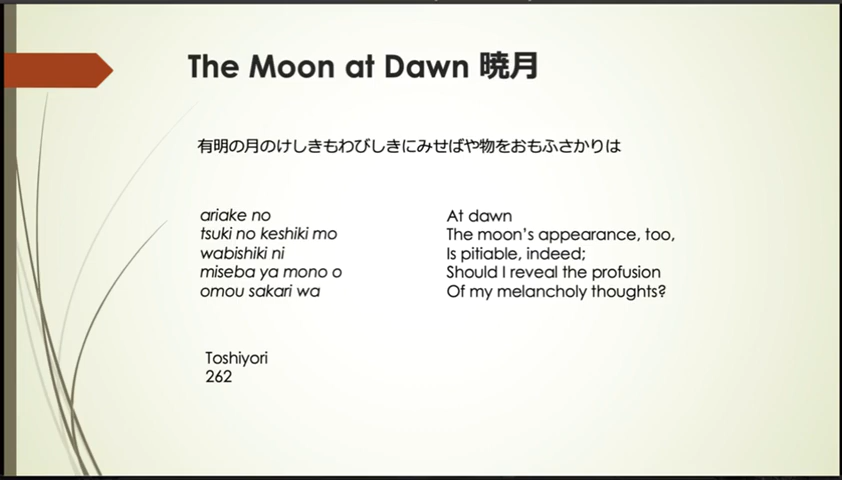 The Moon at Dawn 暁月
有明の月のけしきもわびしきにみせばや物をおもふさかりは
ariake no
tsuki no keshiki mo
wabishiki ni
miseba ya mono o
omou sakari wa
At dawn
The moon's appearance, too,
Is pitiable, indeed;
Should I reveal the profusion
Of my melancholy thoughts?
Toshiyori
262